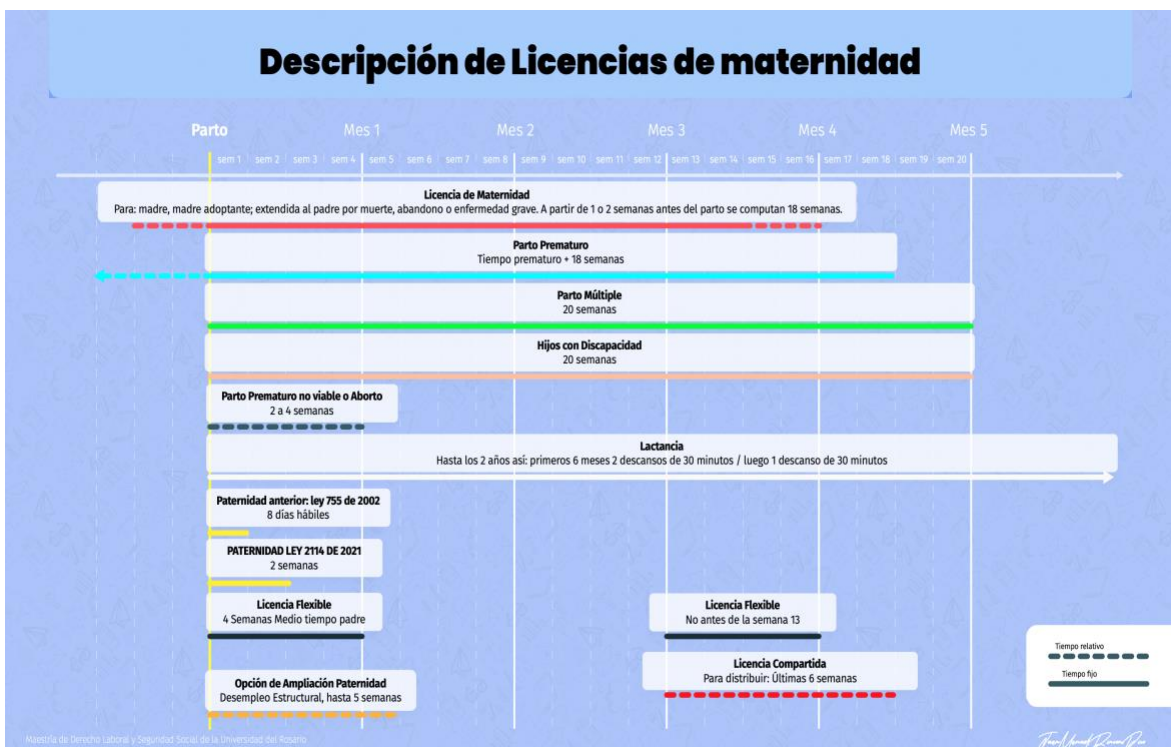 Descripción de Licencias de maternidad
Parto Mes 1 Mes 2 Mes 3 Mes 4 Mes 5
sem 1 sem 2 sem 3 sem 4 sem 5 sem 6 sem 7 sem 8 sem 9 sem 10 sem 11 sem 12 sem 13 sem 14 sem 15 sem 16 sem 17 sem 18 sem 19 sem 20
Licencia de Maternidad
Para: madre, madre adoptante; extendida al padre por muerte, abandono o enfermedad grave. A partir de 1 o 2 semanas antes del parto se computan 18 semanas.
Parto Prematuro
Tiempo prematuro + 18 semanas
Parto Múltiple
20 semanas
Hijos con Discapacidad
20 semanas
Parto Prematuro no viable o Aborto
2 a 4 semanas
Lactancia
Hasta los 2 años así: primeros 6 meses 2 descansos de 30 minutos / luego 1 descanso de 30 minutos
Paternidad anterior: ley 755 de 2002
8 días hábiles
PATERNIDAD LEY 2114 DE 2021
2 semanas
Licencia Flexible
4 Semanas Medio tiempo padre
Licencia Flexible
No antes de la semana 13
Opción de Ampliación Paternidad
Desempleo Estructural, hasta 5 semanas
Licencia Compartida
Para distribuir: Últimas 6 semanas
Tiempo relativo
Tiempo fijo
Maestría de Derecho Laboral y Seguridad Social de la Universidad del Rosario